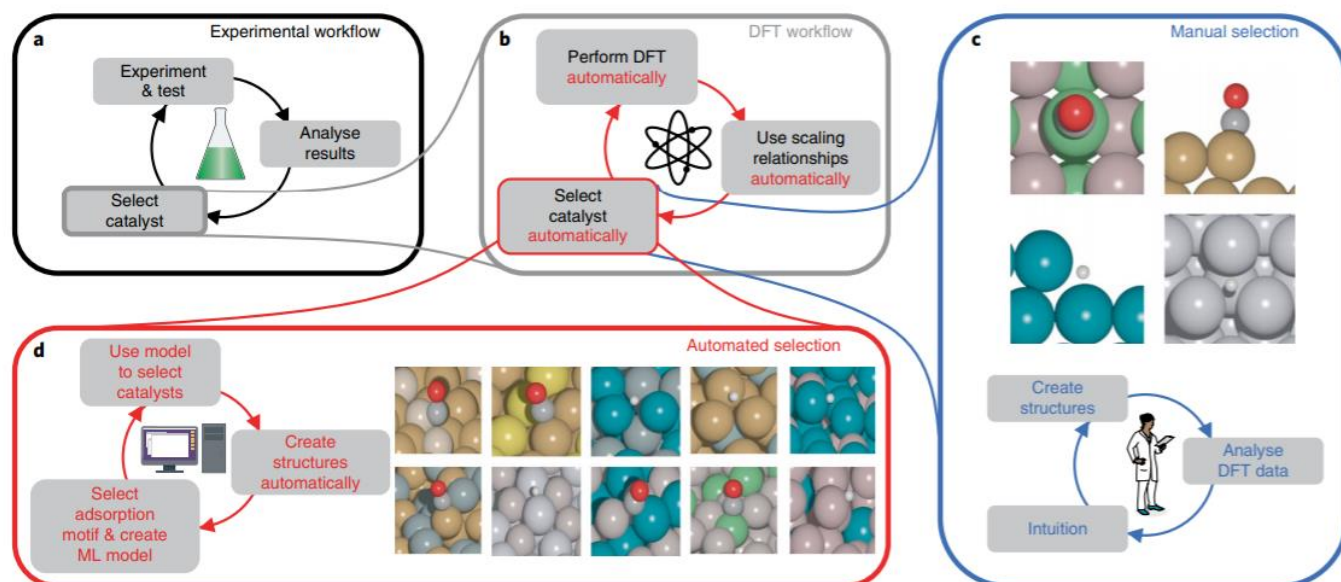 a
Experimental workflow
Experiment
& test
Analyse
results
Select
catalyst
b
DFT workflow
Perform DFT
automatically
Use scaling
relationships
automatically
Select
catalyst
automatically
c
Manual selection
Create
structures
Analyse
DFT data
Intuition
d
Automated selection
Use model
to select
catalysts
Create
structures
automatically
Select
adsorption
motif & create
ML model